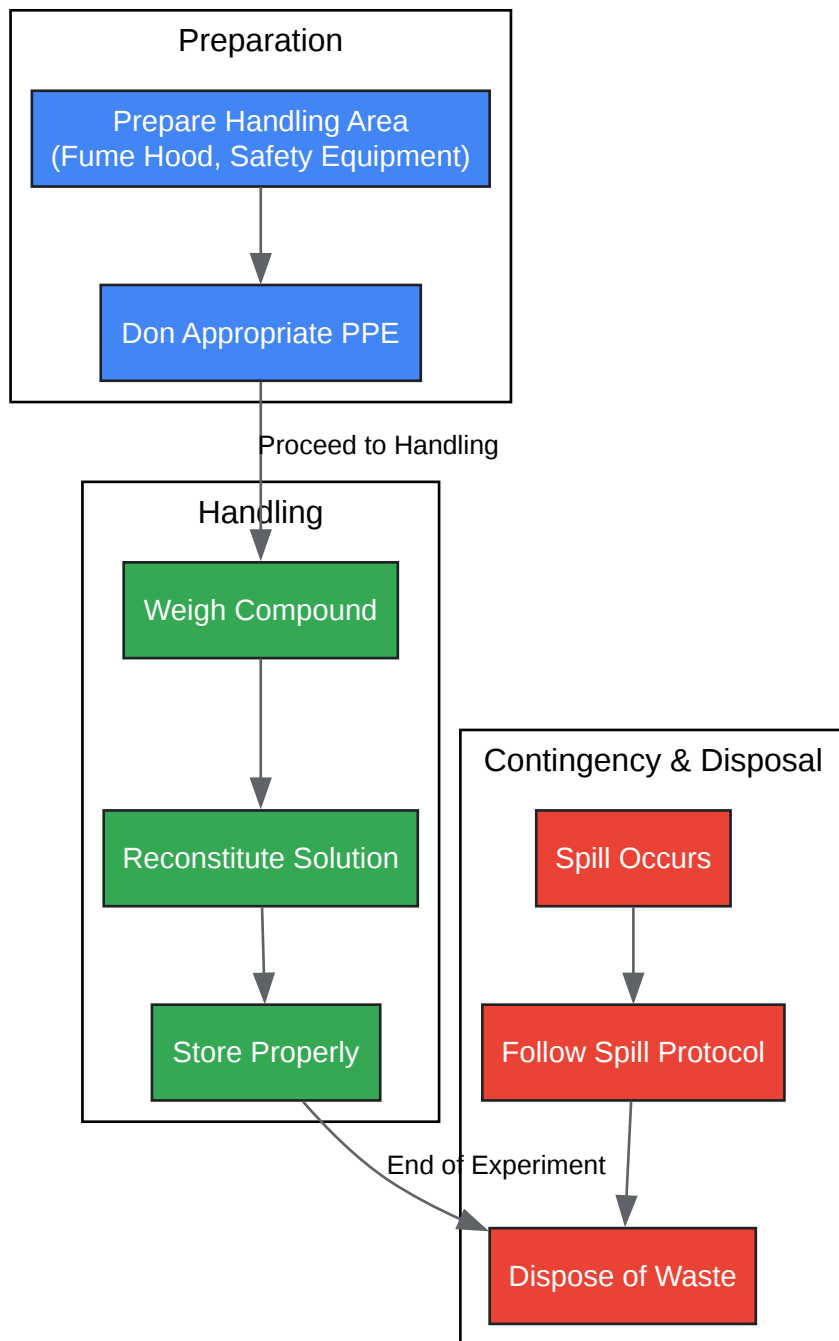 Preparation
Prepare Handling Area
(Fume Hood, Safety Equipment)
Don Appropriate PPE
Proceed to Handling
Handling
Weigh Compound
Reconstitute Solution
Store Properly
Contingency & Disposal
Spill Occurs
Follow Spill Protocol
End of Experiment
Dispose of Waste